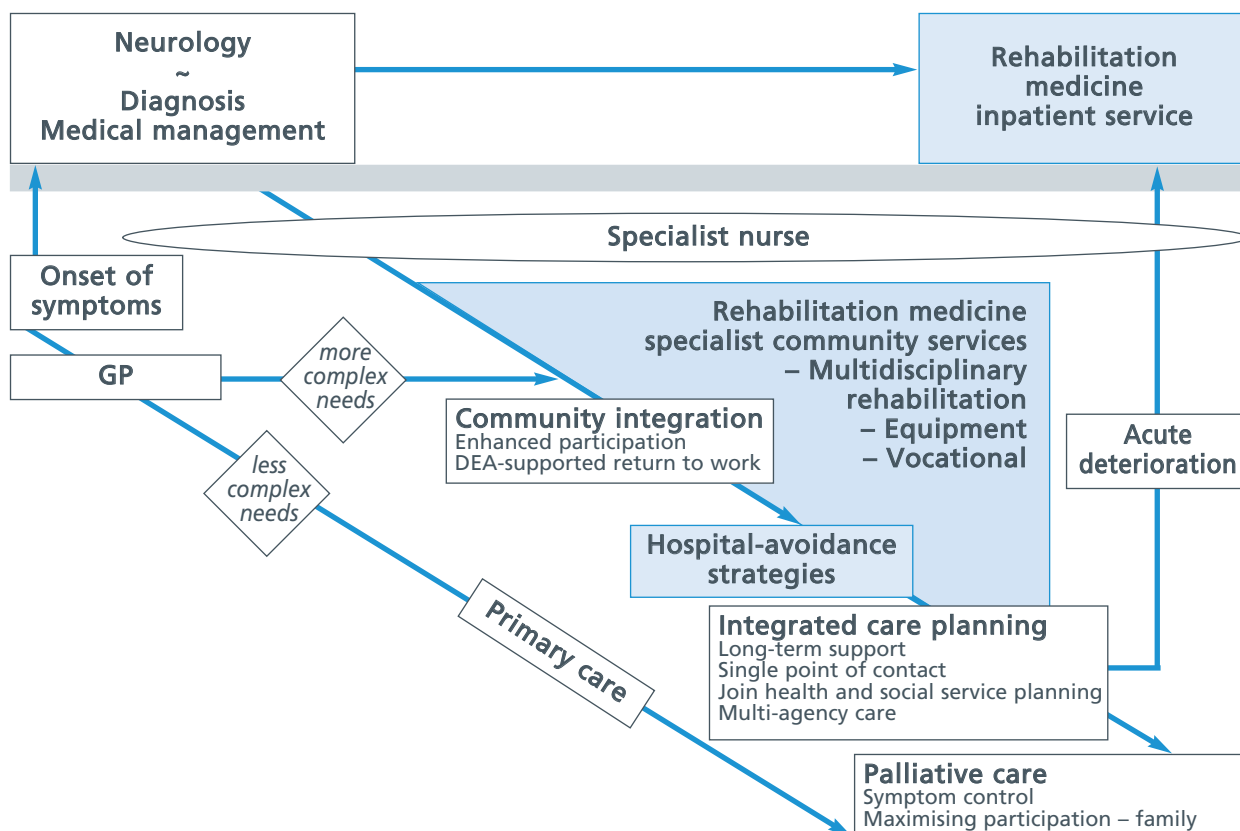 Neurology
~
Diagnosis
Medical management
Rehabilitation
medicine
inpatient service
Specialist nurse
Onset of
symptoms
GP
more
complex
needs
less
complex
needs
Rehabilitation medicine
specialist community services
– Multidisciplinary
rehabilitation
– Equipment
– Vocational
Community integration
Enhanced participation
DEA-supported return to work
Acute
deterioration
Hospital-avoidance
strategies
Primary care
Integrated care planning
Long-term support
Single point of contact
Join health and social service planning
Multi-agency care
Palliative care
Symptom control
Maximising participation – family